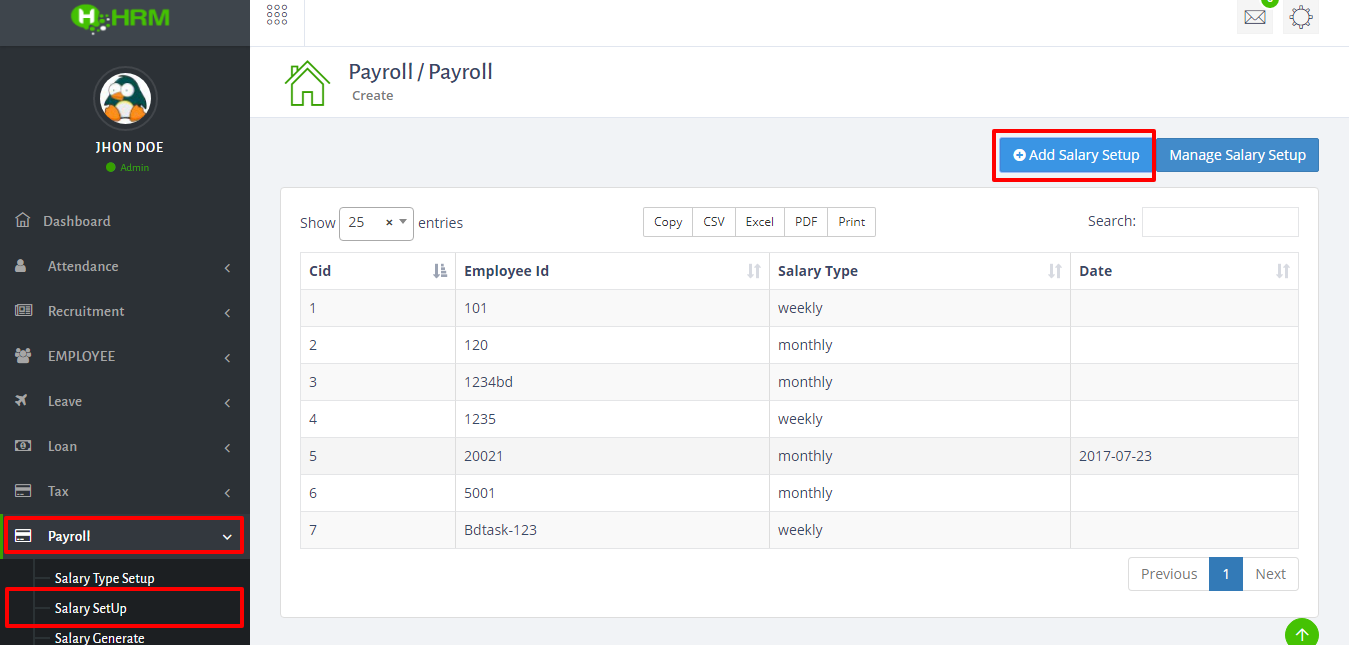 HRM
JHON DOE
Admin
Dashboard
Attendance
Recruitment
EMPLOYEE
Leave
Loan
Tax
Payroll
Salary Type Setup
Salary SetUp
Salary Generate
Payroll / Payroll
Create
Add Salary Setup Manage Salary Setup
Show 25 × entries Copy CSV Excel PDF Print Search:
Cid Employee Id Salary Type Date
1 101 weekly
2 120 monthly
3 1234bd monthly
4 1235 weekly
5 20021 monthly 2017-07-23
6 5001 monthly
7 Bdtask-123 weekly
Previous 1 Next